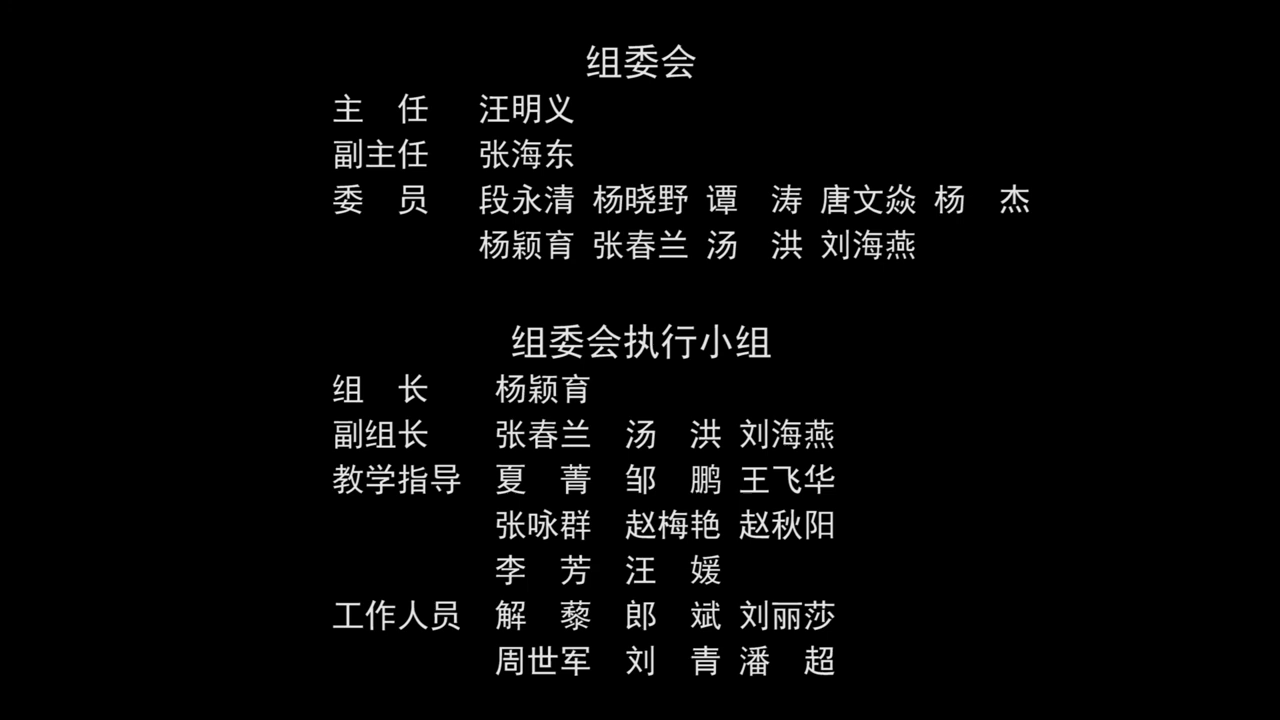 组委会
主　任 汪明义
副主任 张海东
委　员 段永清 杨晓野 谭　涛 唐文焱 杨　杰
杨颖育 张春兰 汤　洪 刘海燕
组委会执行小组
组　长 杨颖育
副组长 张春兰 汤　洪 刘海燕
教学指导 夏　菁 邹　鹏 王飞华
张咏群 赵梅艳 赵秋阳
李　芳 汪　媛
工作人员 解　藜 郎　斌 刘丽莎
周世军 刘　青 潘　超